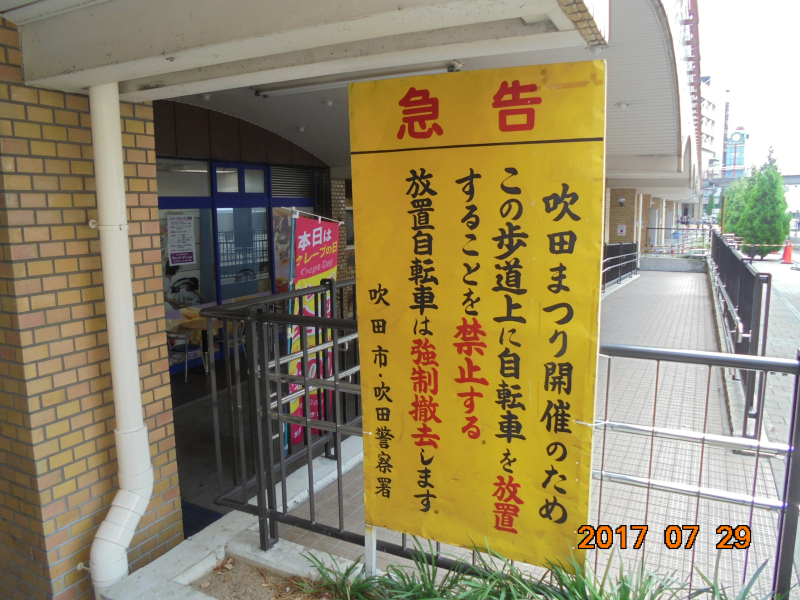 急告
吹田まつり開催のため
この歩道上に自転車を放置
することを禁止する。
放置自転車は強制撤去します。
吹田市・吹田警察署
本日は
クレープの日
Crepe Day
2017 07 29